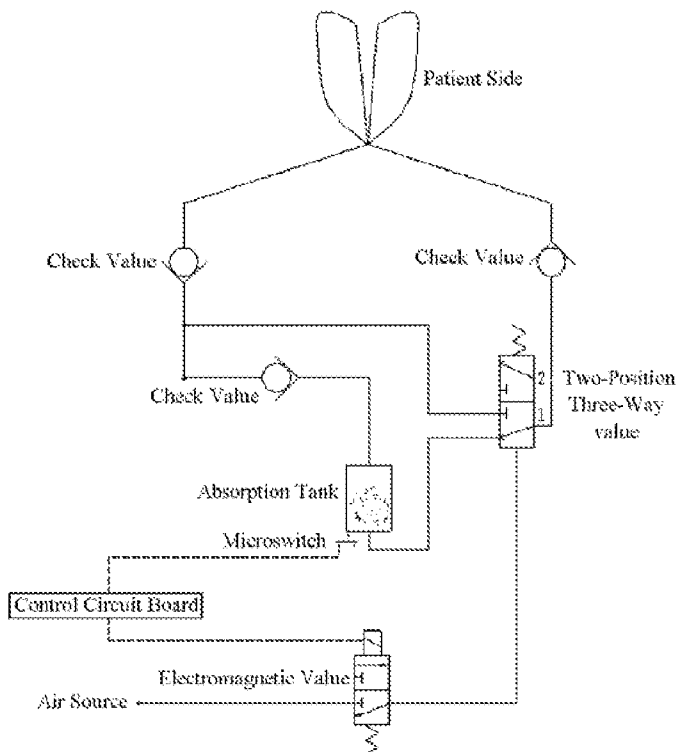 Patient Side
Check Value
Check Value
Check Value
2
Two-Position
1
Three-Way
value
Absorption Tank
Microswitch
Control Circuit Board
Electromagnetic Value
Air Source